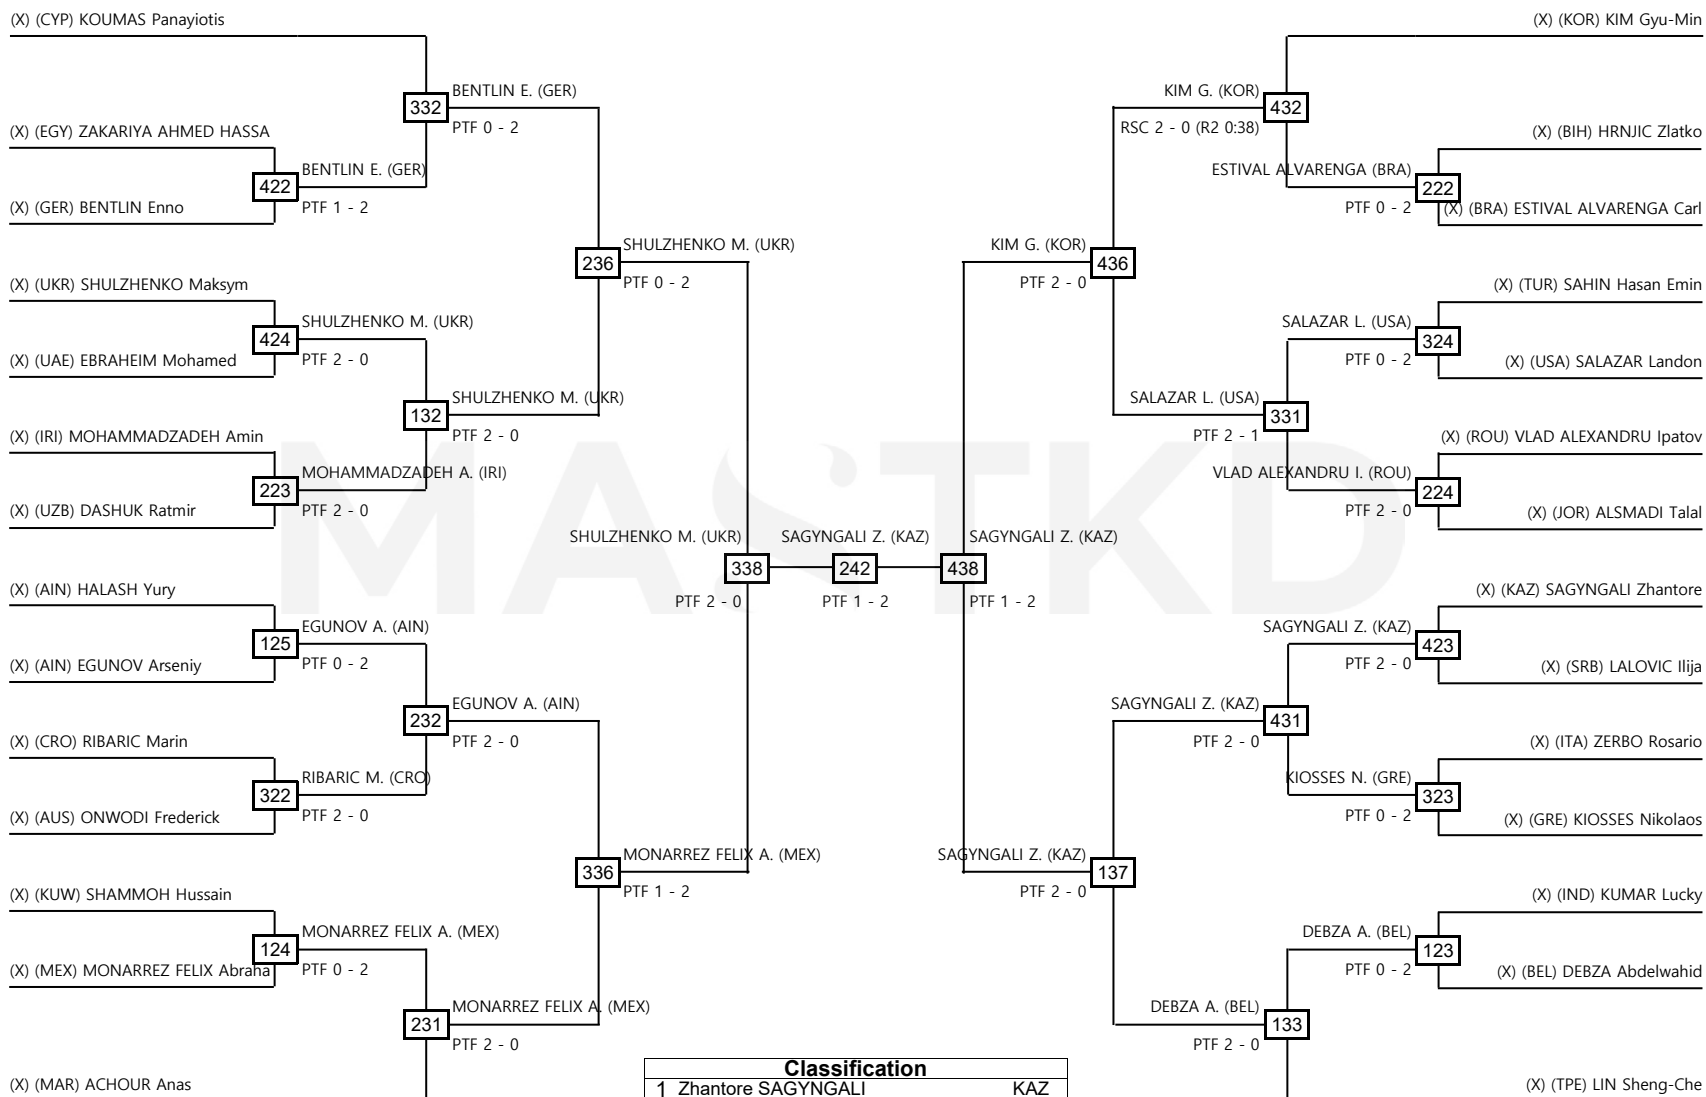 (X) (CYP) KOUMAS Panayiotis
(X) (KOR) KIM Gyu-Min
BENTLIN E. (GER)
332
PTF 0 - 2
KIM G. (KOR)
432
RSC 2 - 0 (R2 0:38)
(X) (EGY) ZAKARIYA AHMED HASSA
(X) (BIH) HRNJIC Zlatko
BENTLIN E. (GER)
422
PTF 1 - 2
ESTIVAL ALVARENGA (BRA)
222
PTF 0 - 2
(X) (GER) BENTLIN Enno
(X) (BRA) ESTIVAL ALVARENGA Carl
SHULZHENKO M. (UKR)
236
PTF 0 - 2
KIM G. (KOR)
436
PTF 2 - 0
(X) (UKR) SHULZHENKO Maksym
(X) (TUR) SAHIN Hasan Emin
SHULZHENKO M. (UKR)
424
PTF 2 - 0
SALAZAR L. (USA)
324
PTF 0 - 2
(X) (UAE) EBRAHEIM Mohamed
(X) (USA) SALAZAR Landon
SHULZHENKO M. (UKR)
132
PTF 2 - 0
SALAZAR L. (USA)
331
PTF 2 - 1
(X) (IRI) MOHAMMADZADEH Amin
(X) (ROU) VLAD ALEXANDRU Ipatov
MOHAMMADZADEH A. (IRI)
223
PTF 2 - 0
VLAD ALEXANDRU I. (ROU)
224
PTF 2 - 0
(X) (UZB) DASHUK Ratmir
(X) (JOR) ALSMADI Talal
MASTKD
SHULZHENKO M. (UKR)
338
PTF 2 - 0
SAGYNGALI Z. (KAZ)
242
PTF 1 - 2
SAGYNGALI Z. (KAZ)
438
PTF 1 - 2
(X) (AIN) HALASH Yury
(X) (KAZ) SAGYNGALI Zhantore
EGUNOV A. (AIN)
125
PTF 0 - 2
SAGYNGALI Z. (KAZ)
423
PTF 2 - 0
(X) (AIN) EGUNOV Arseniy
(X) (SRB) LALOVIC Ilija
EGUNOV A. (AIN)
232
PTF 2 - 0
SAGYNGALI Z. (KAZ)
431
PTF 2 - 0
(X) (CRO) RIBARIC Marin
(X) (ITA) ZERBO Rosario
RIBARIC M. (CRO)
322
PTF 2 - 0
KIOSSES N. (GRE)
323
PTF 0 - 2
(X) (AUS) ONWODI Frederick
(X) (GRE) KIOSSES Nikolaos
MONARREZ FELIX A. (MEX)
336
PTF 1 - 2
SAGYNGALI Z. (KAZ)
137
PTF 2 - 0
(X) (KUW) SHAMMOH Hussain
(X) (IND) KUMAR Lucky
MONARREZ FELIX A. (MEX)
124
PTF 0 - 2
DEBZA A. (BEL)
123
PTF 0 - 2
(X) (MEX) MONARREZ FELIX Abraha
(X) (BEL) DEBZA Abdelwahid
MONARREZ FELIX A. (MEX)
231
PTF 2 - 0
DEBZA A. (BEL)
133
PTF 2 - 0
Classification
1 Zhantore SAGYNGALI KAZ
(X) (MAR) ACHOUR Anas
(X) (TPE) LIN Sheng-Che